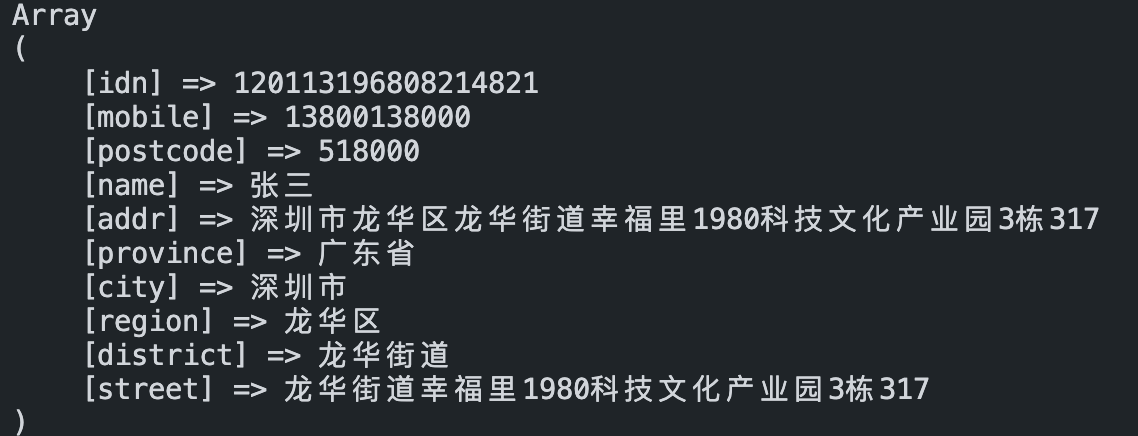 Array
(
[idn] => 120113196808214821
[mobile] => 13800138000
[postcode] => 518000
[name] => 张三
[addr] => 深圳市龙华区龙华街道幸福里1980科技文化产业园3栋317
[province] => 广东省
[city] => 深圳市
[region] => 龙华区
[district] => 龙华街道
[street] => 龙华街道幸福里1980科技文化产业园3栋317
)